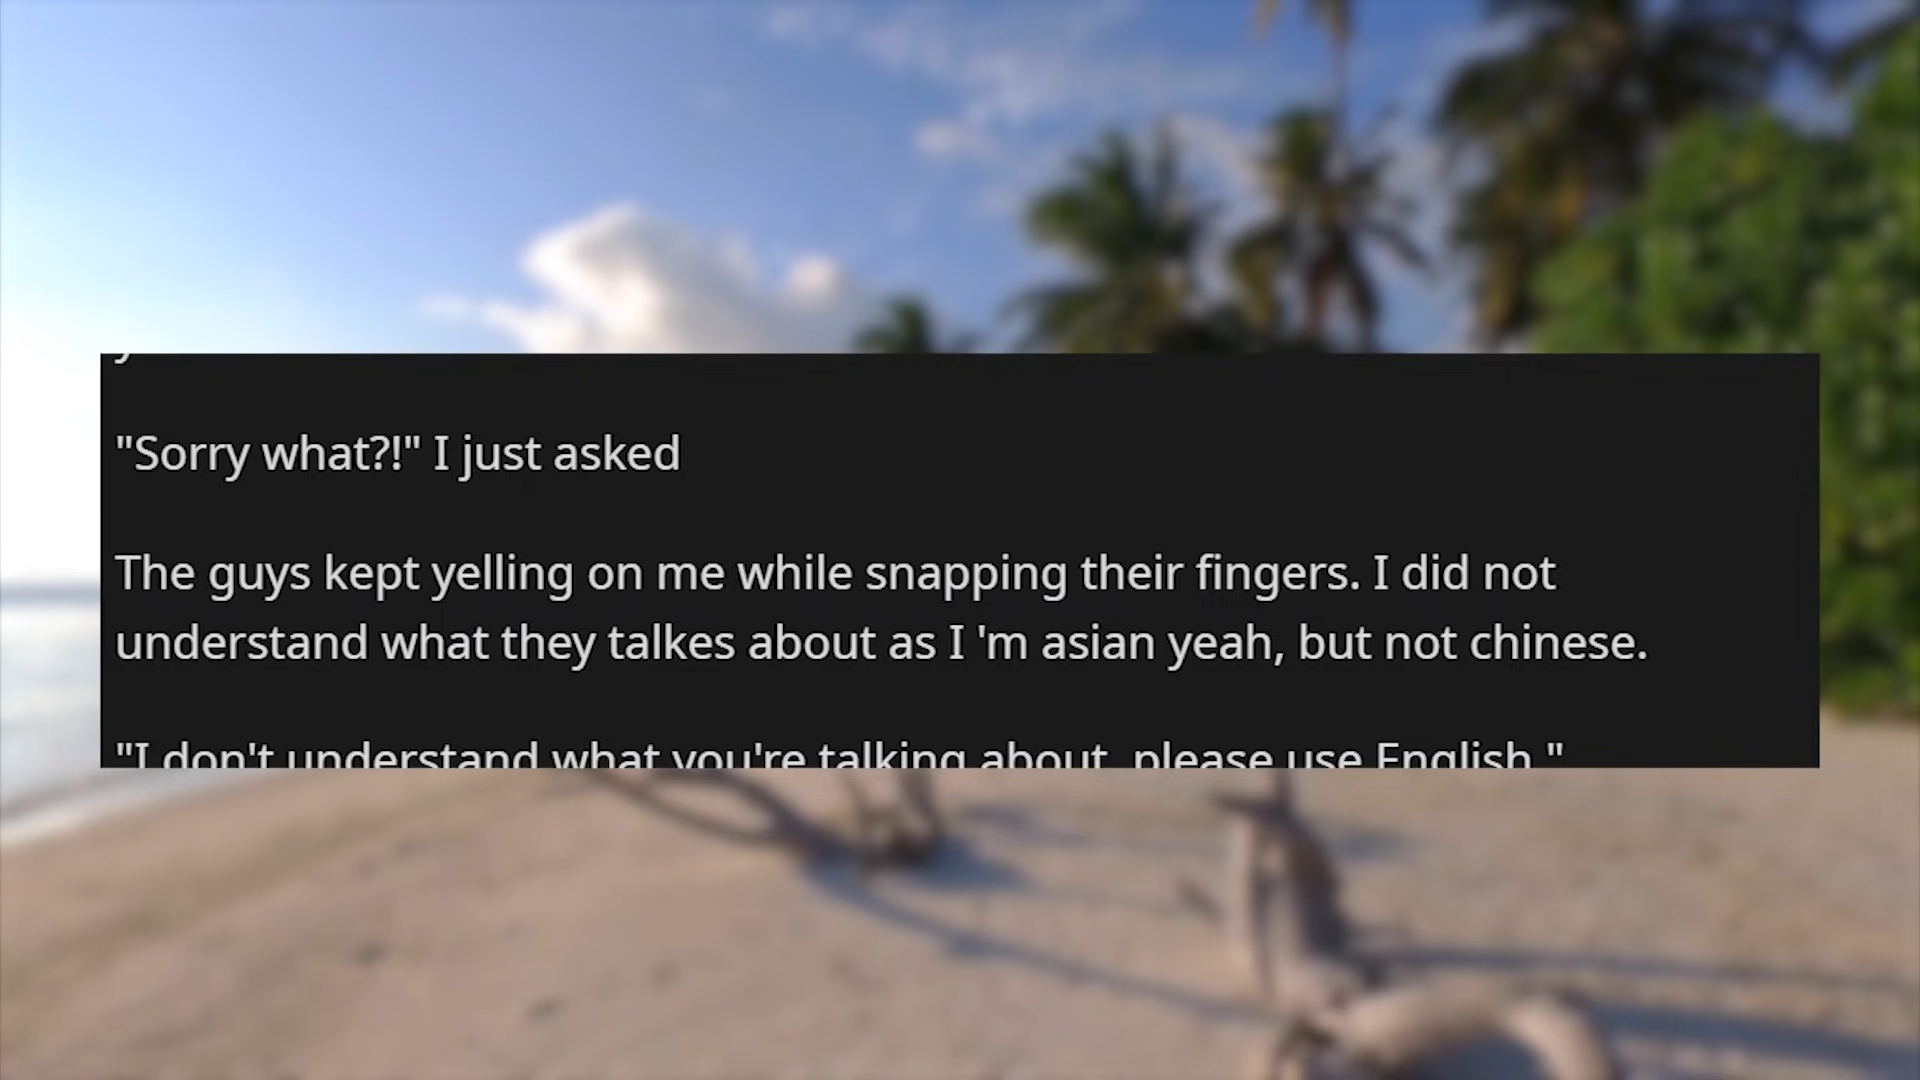 "Sorry what?!" I just asked
The guys kept yelling on me while snapping their fingers. I did not
understand what they talkes about as I 'm asian yeah, but not chinese.
"I don't understand what you're talking about, please use English."